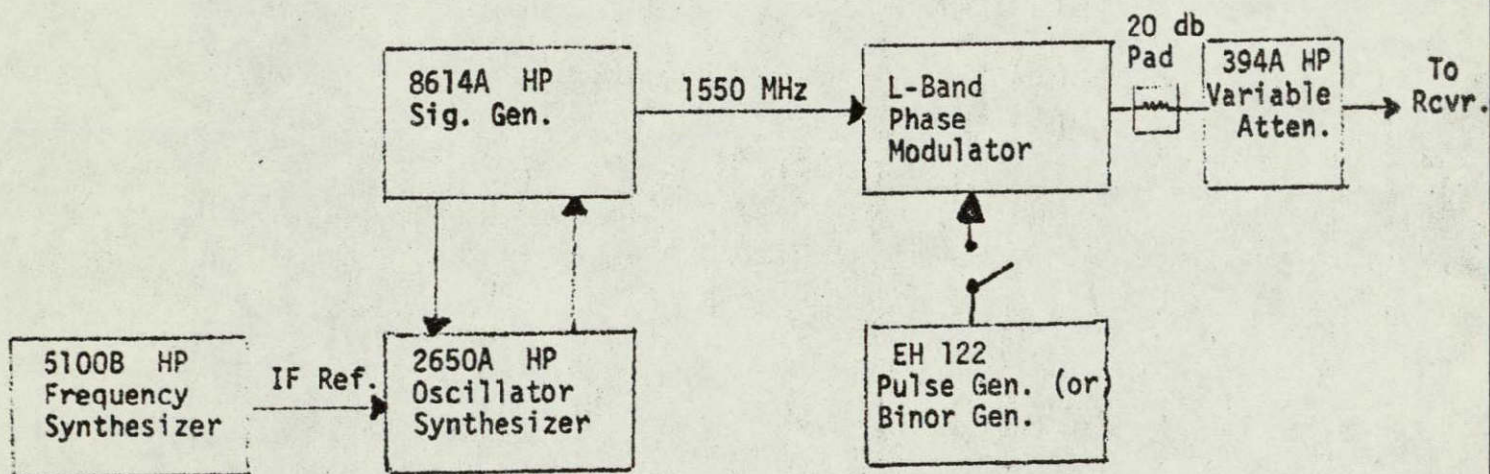 8614A HP
Sig. Gen.
1550 MHz
L-Band
Phase
Modulator
20 db
Pad
394A HP
Variable
Atten.
To
Rcvr.
5100B HP
Frequency
Synthesizer
IF Ref.
2650A HP
Oscillator
Synthesizer
EH 122
Pulse Gen. (or)
Binor Gen.